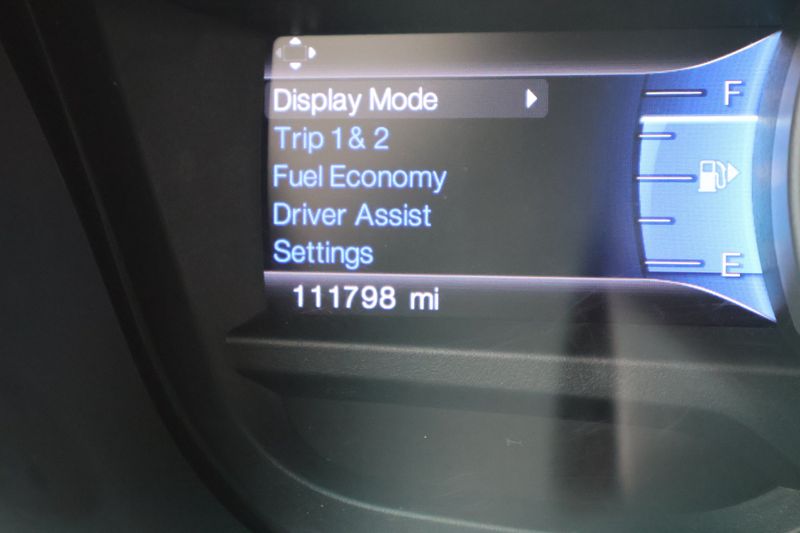 Display Mode
Trip 1 & 2
Fuel Economy
Driver Assist
Settings
111798 mi
F
E